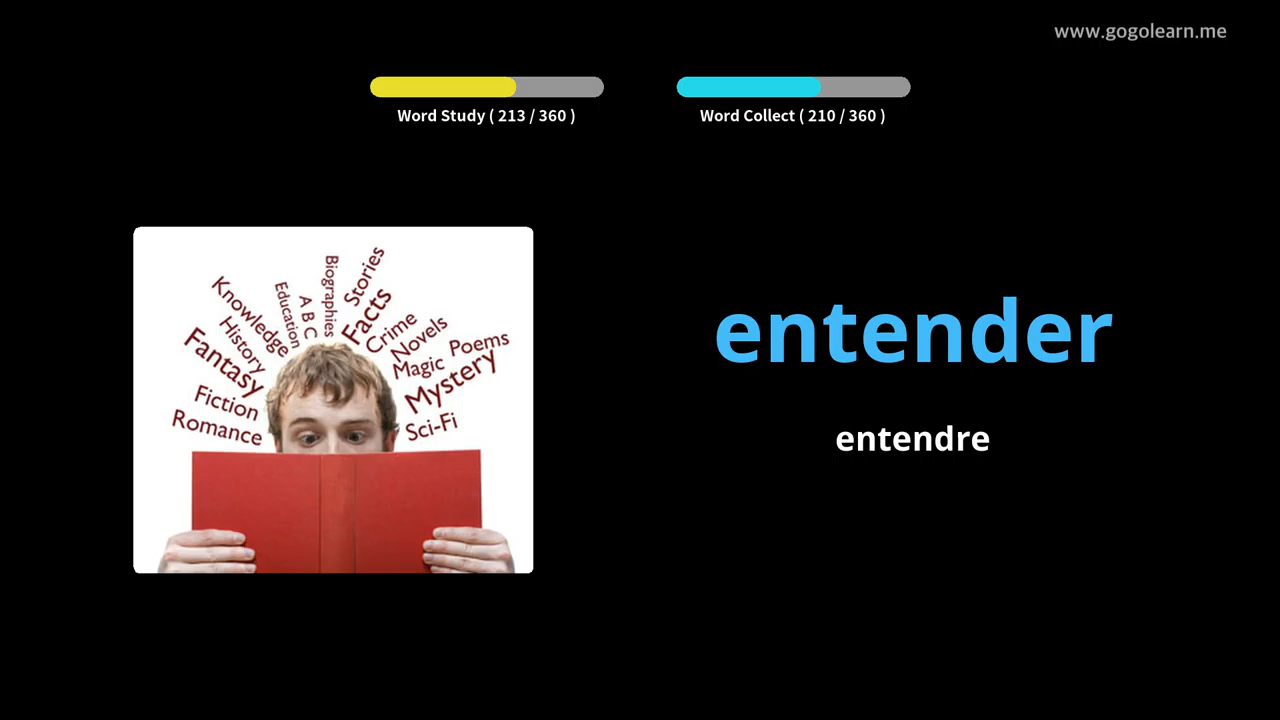 www.gogolearn.me
Word Study ( 213 / 360 )
Word Collect ( 210 / 360 )
Biographies
Stories
Education
A B C
Facts
Knowledge
Crime
History
Novels
Fantasy
Magic
Poems
Mystery
Fiction
Romance
Sci-Fi
entender
entendre